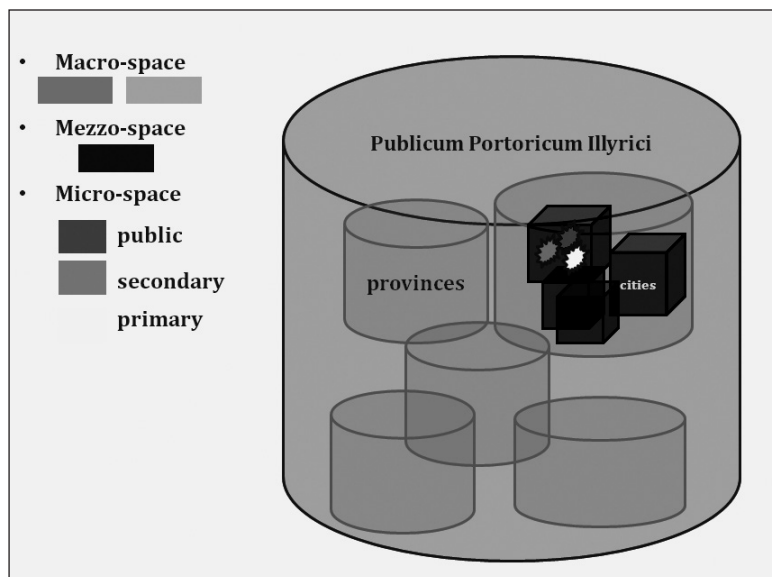 • Macro-space
• Mezzo-space
• Micro-space
public
secondary
primary
Publicum Portoricum Illyrici
provinces
cities